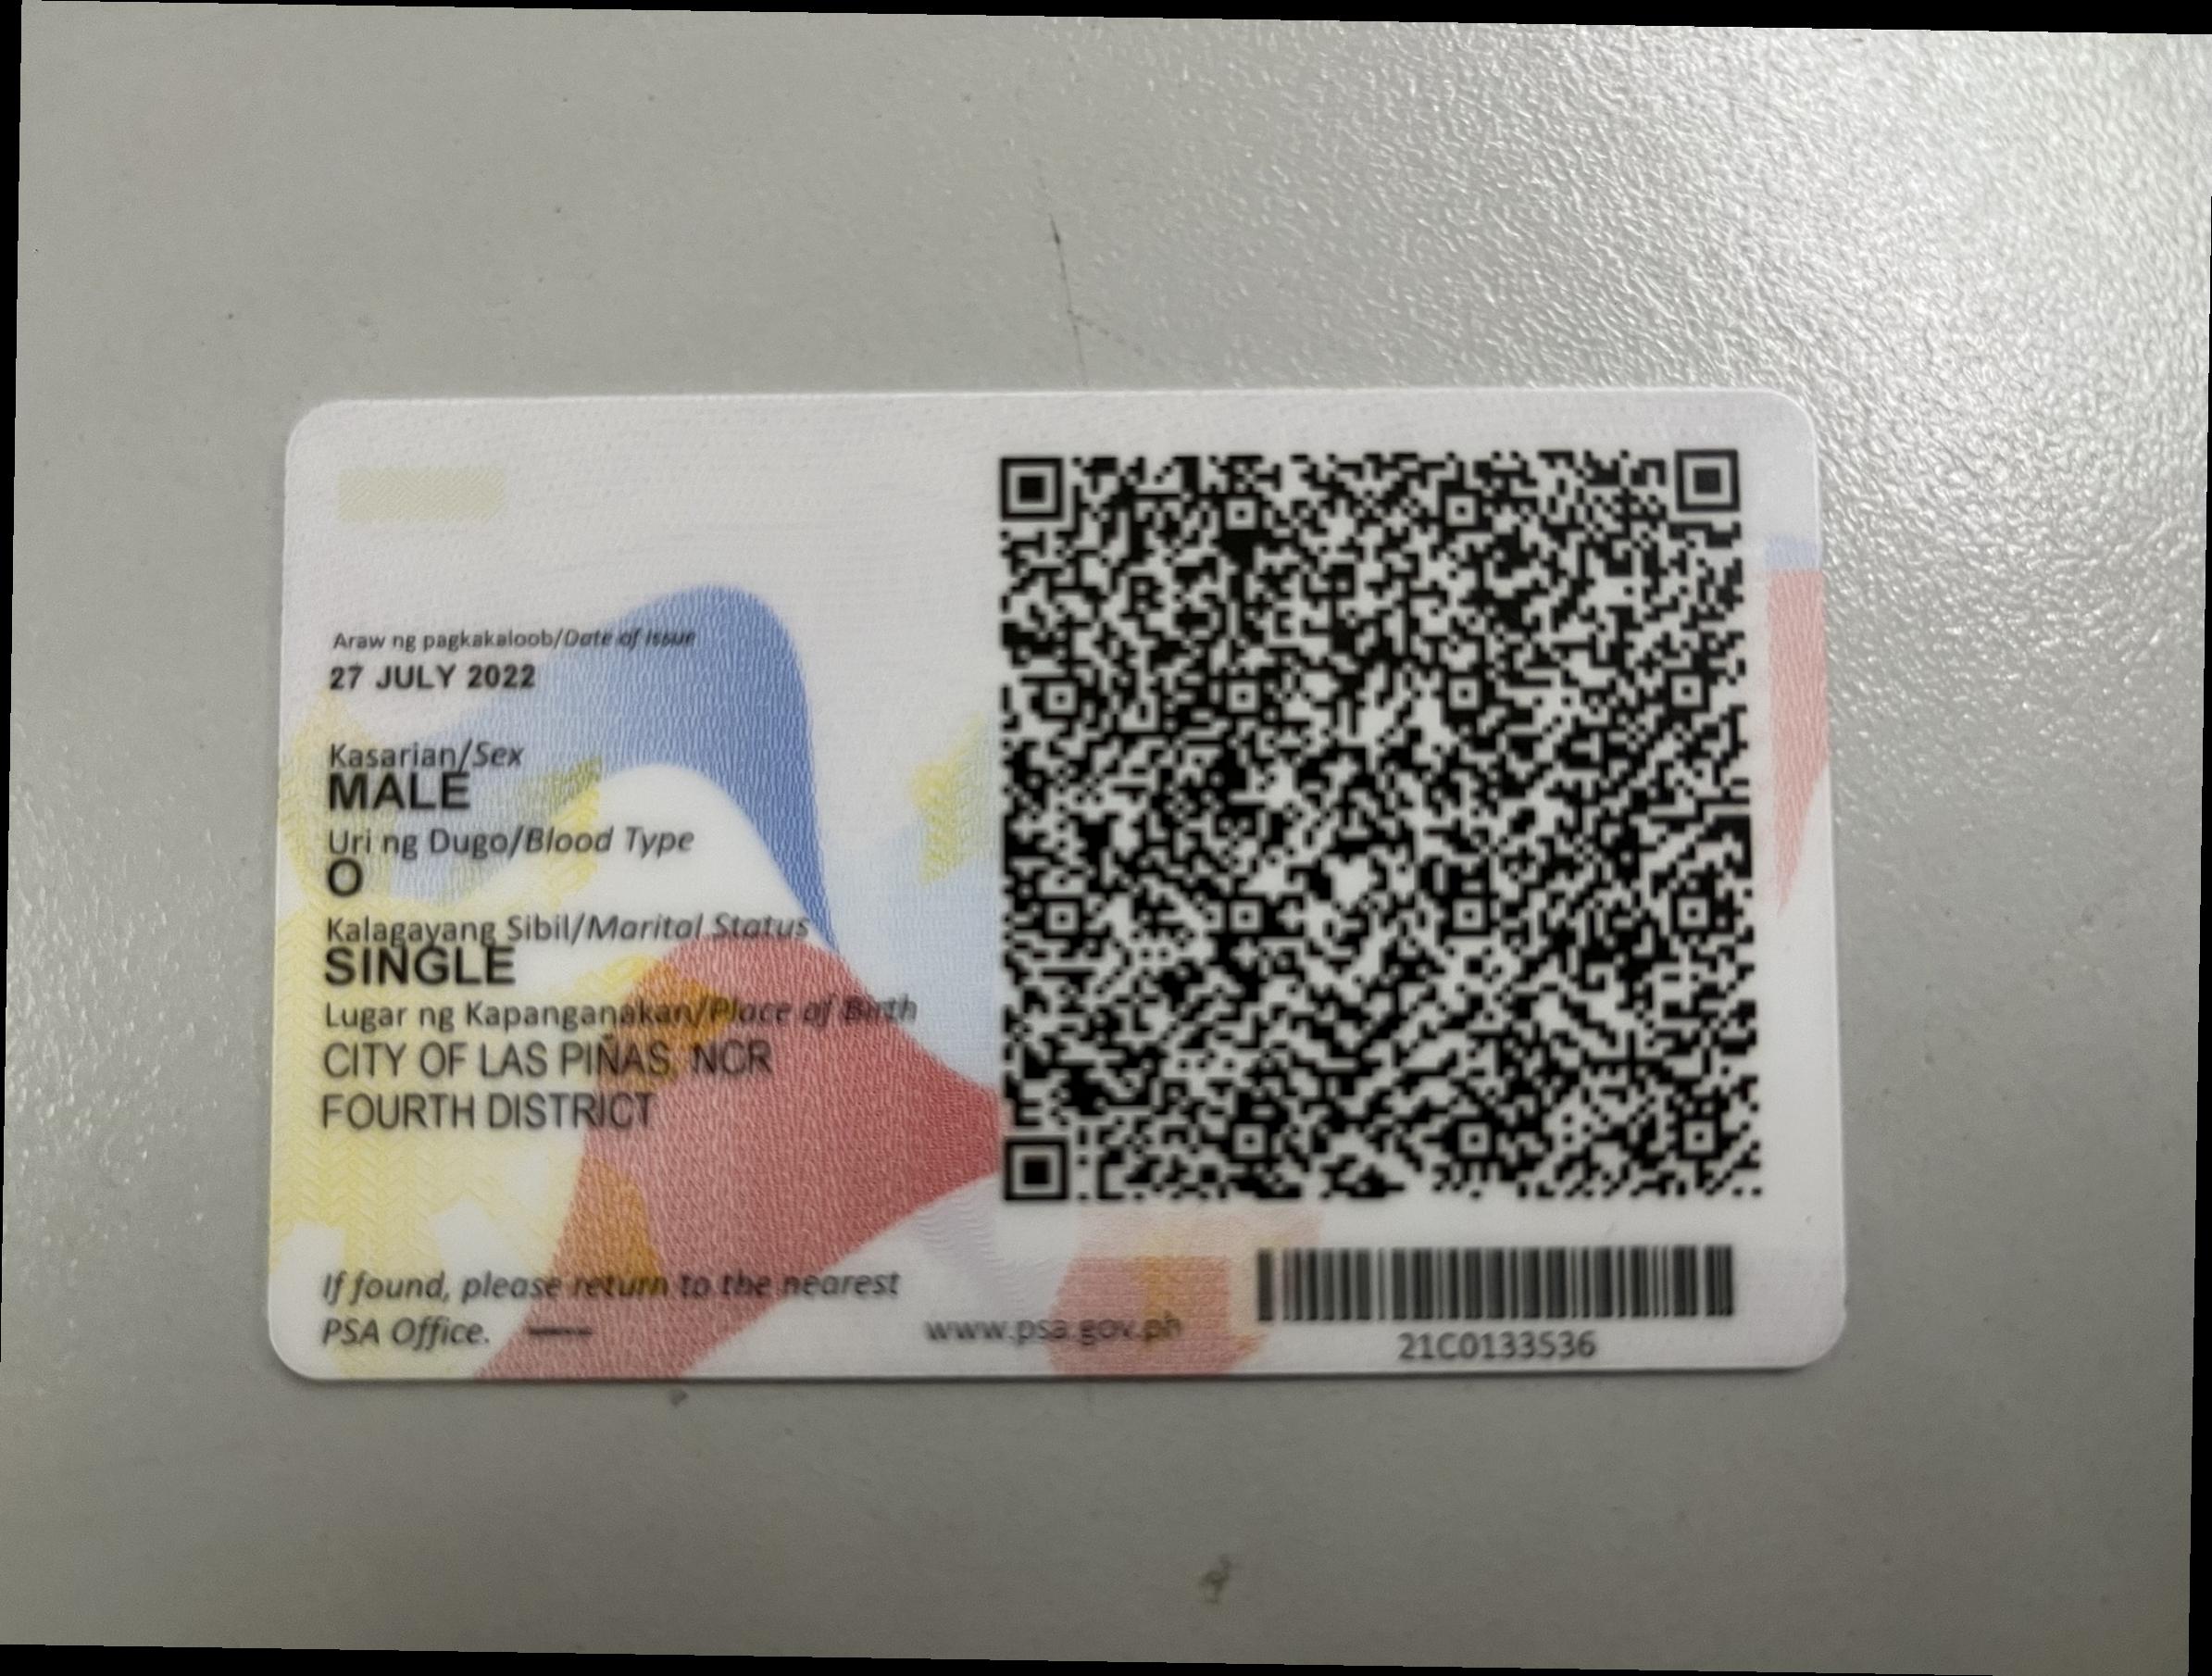 Araw ng pagkakaloob/Date of Issue
27 JULY 2022
Kasarian/Sex
MALE
Uri ng Dugo/Blood Type
O
Kalagayang Sibil/Marital Status
SINGLE
Lugar ng Kapanganakan/Place of Birth
CITY OF LAS PIÑAS, NCR
FOURTH DISTRICT
If found, please return to the nearest
PSA Office.
www.psa.gov.ph
21C0133536